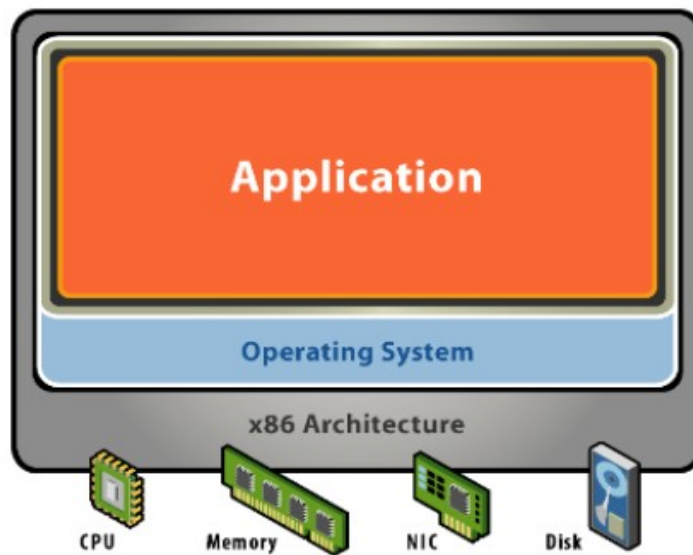 Application
Operating System
x86 Architecture
CPU Memory NIC Disk